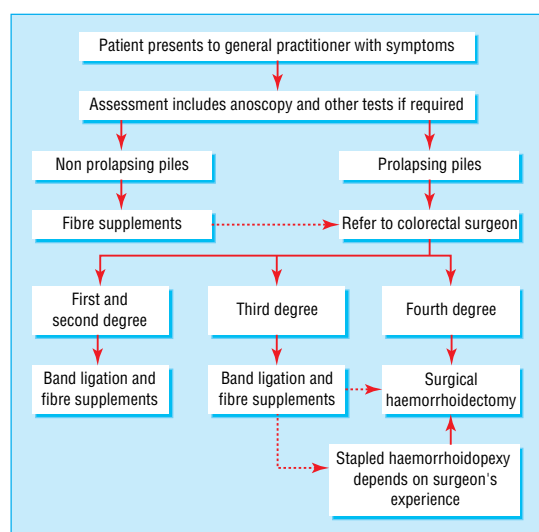 Patient presents to general practitioner with symptoms
Assessment includes anoscopy and other tests if required
Non prolapsing piles
Prolapsing piles
Fibre supplements
Refer to colorectal surgeon
First and
second degree
Third degree
Fourth degree
Band ligation and
fibre supplements
Band ligation and
fibre supplements
Surgical
haemorrhoidectomy
Stapled haemorrhoidopexy
depends on surgeon's
experience